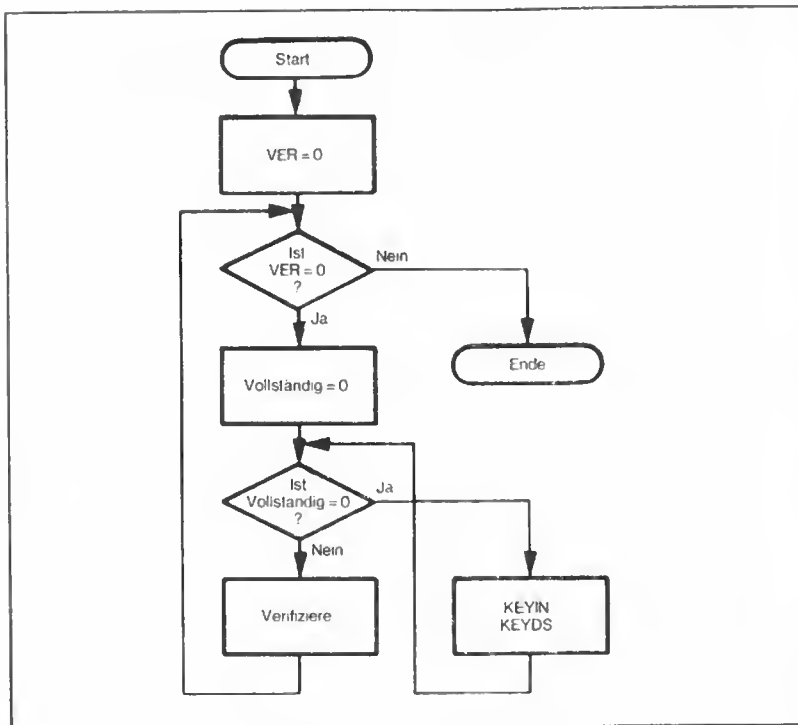 Start
VER = 0
Ist
VER = 0
?
Nein
Ja
Ende
Vollständig = 0
Ist
Vollständig = 0
?
Ja
Nein
Verifiziere
KEYIN
KEYDS